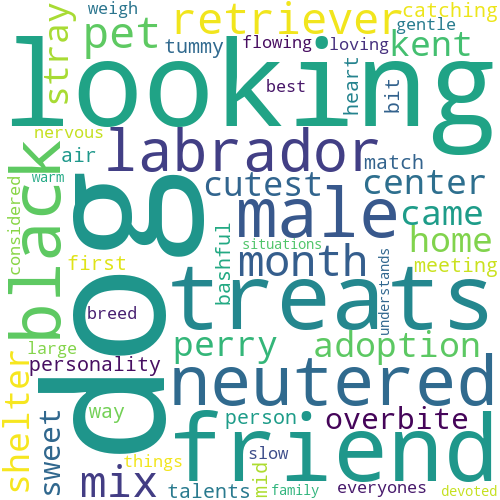 weigh
retriever
catching
stray
pet
tummy
flowing
loving
gentle
kent
looking
best
heart
bit
nervous
labrador
match
air
considered
black
warm
dog
cutest
center
male
came
month
situations
home
bashful
understands
first
treats
meeting
breed
large
perry
adoption
shelter
personality
neutered
way
person
overbite
sweet
friend
slow
mid
things
mix
talents
family
everyones
devoted